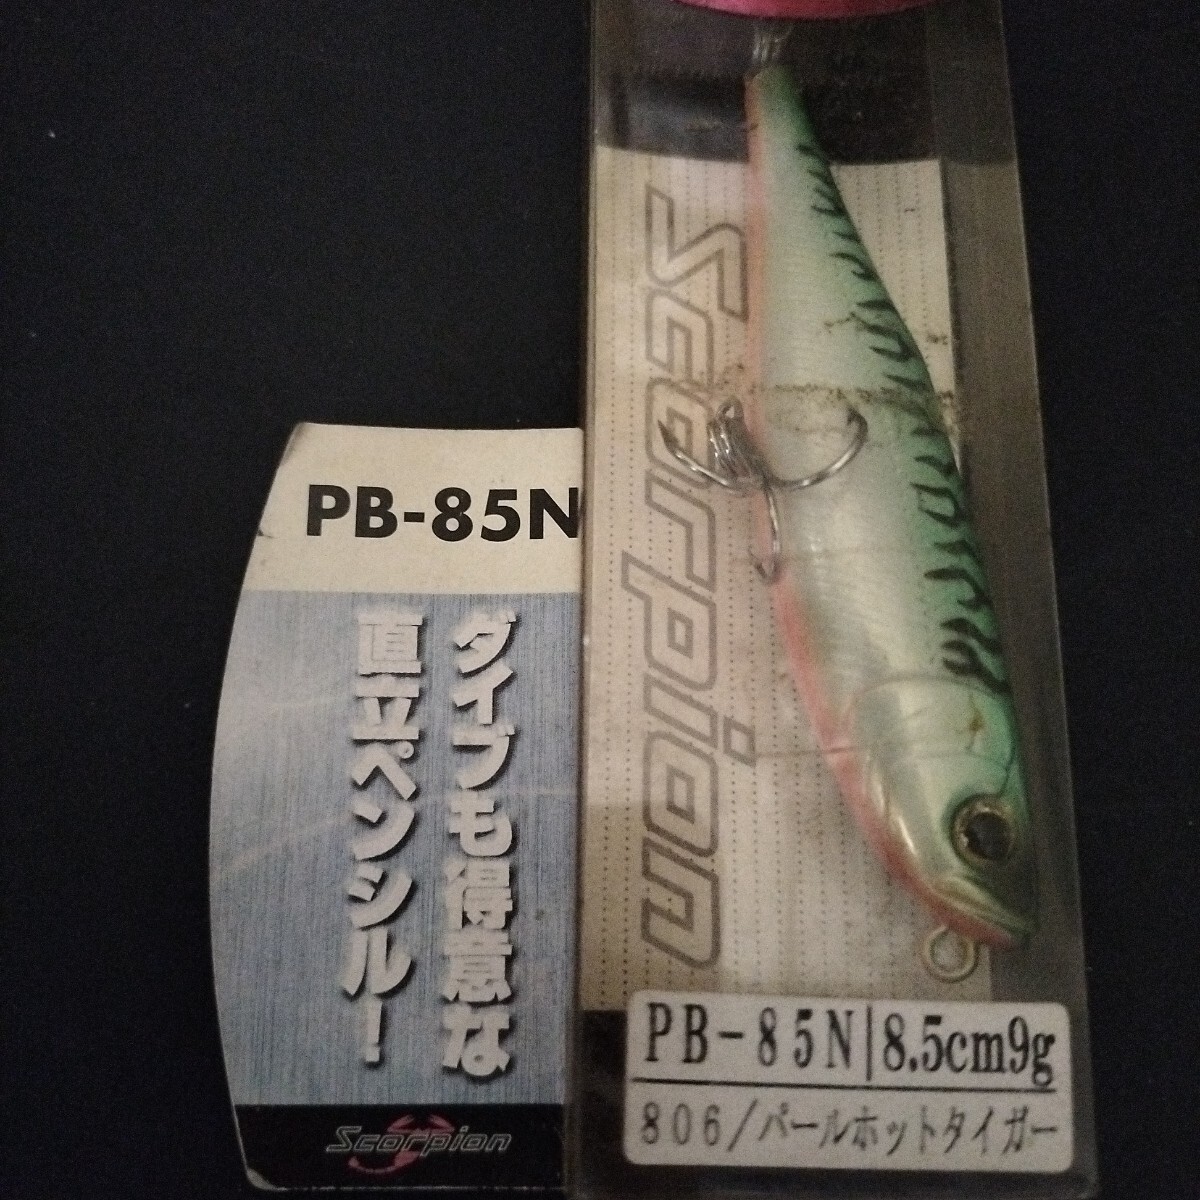 PB-85N
ダイブも得意な
直立ペンシル!
Scorpion
Scorpion
PB-85N|8.5cm9g
806/パールホットタイガー